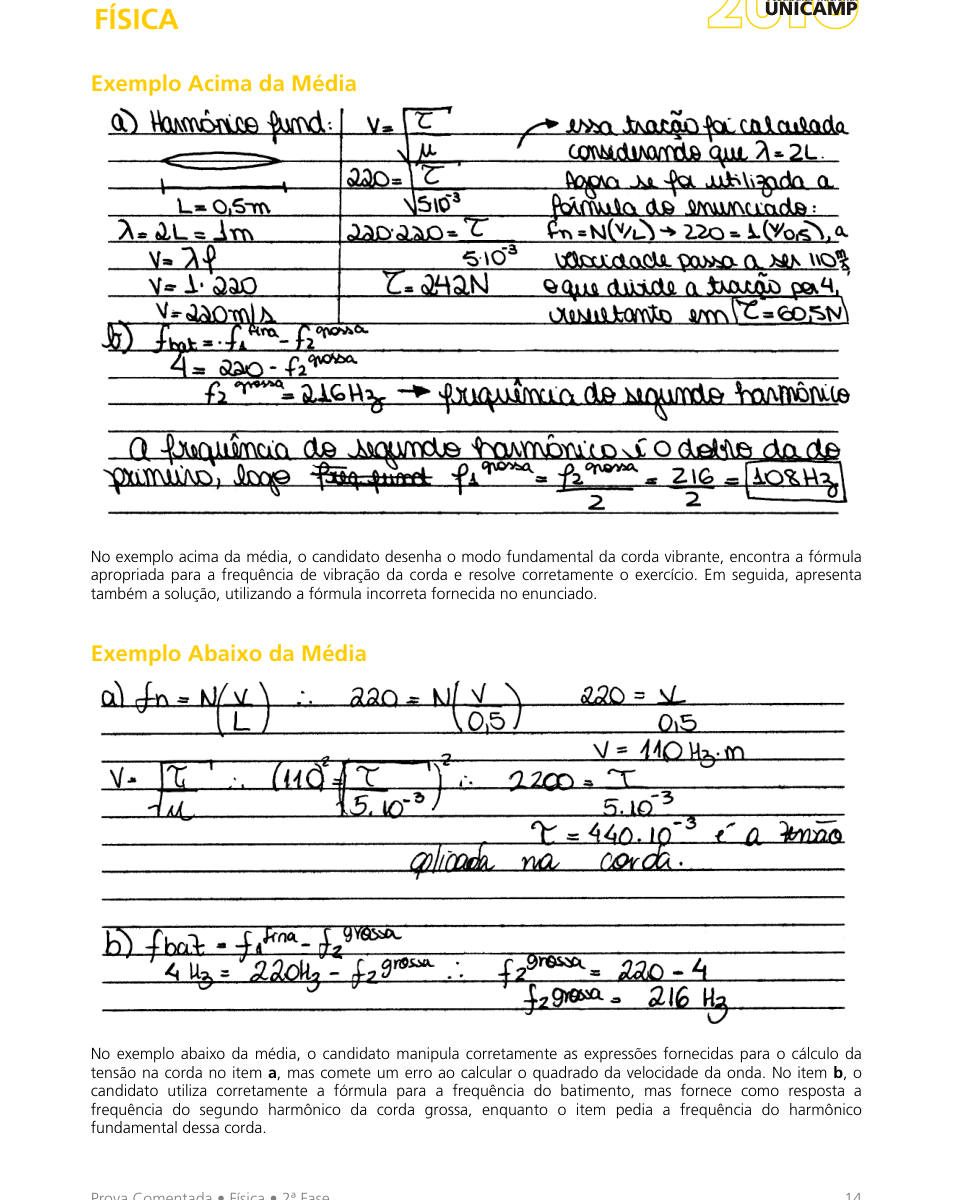 FÍSICA
UNICAMP
Exemplo Acima da Média
a) Harmônico fund:
L = 0,5m
λ = 2L = 1m
V = λf
V = 1 · 220
V = 220m/s
V = √τ/μ
220 = √τ/5·10⁻³
220·220 = τ/5·10⁻³
τ = 242N
→ essa tração foi calculada
considerando que λ = 2L.
Agora se foi utilizada a
fórmula do enunciado:
fn = N(V/L) → 220 = 1(V/0,5), a
velocidade passa a ser 110 m/s
o que divide a tração por 4,
resultanto em τ = 60,5N
b) fbat = f₁ fina - f₂ grossa
4 = 220 - f₂ grossa
f₂ grossa = 216Hz → frequência do segundo harmônico
A frequência do segundo harmônico é o dobro da do
primeiro, logo freq fund f₁ grossa = f₂ grossa/2 = 216/2 = 108Hz
No exemplo acima da média, o candidato desenha o modo fundamental da corda vibrante, encontra a fórmula
apropriada para a frequência de vibração da corda e resolve corretamente o exercício. Em seguida, apresenta
também a solução, utilizando a fórmula incorreta fornecida no enunciado.
Exemplo Abaixo da Média
a) fn = N(V/L) ∴ 220 = N(V/0,5) 220 = V/0,5
V = 110 Hz·m
V = √τ/μ ∴ (110)² = (√τ/5.10⁻³)² ∴ 2200 = τ/5.10⁻³
τ = 440.10⁻³ é a tensão
aplicada na corda.
b) fbat = f₁ fina - f₂ grossa
4 Hz = 220Hz - f₂ grossa ∴ f₂ grossa = 220 - 4
f₂ grossa = 216 Hz
No exemplo abaixo da média, o candidato manipula corretamente as expressões fornecidas para o cálculo da
tensão na corda no item a, mas comete um erro ao calcular o quadrado da velocidade da onda. No item b, o
candidato utiliza corretamente a fórmula para a frequência do batimento, mas fornece como resposta a
frequência do segundo harmônico da corda grossa, enquanto o item pedia a frequência do harmônico
fundamental dessa corda.
Prova Comentada • Física • 2ª Fase
14